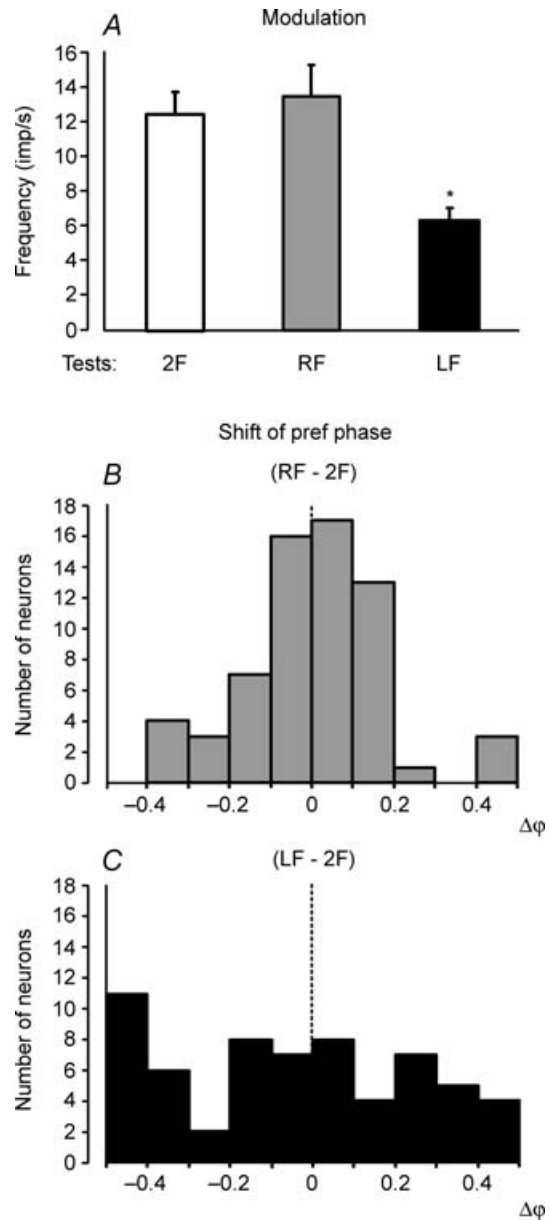 A
Modulation
Frequency (imp/s)
16
14
12
10
8
6
4
2
0
*
Tests: 2F RF LF
Shift of pref phase
B
(RF - 2F)
Number of neurons
18
16
14
12
10
8
6
4
2
0
–0.4 –0.2 0 0.2 0.4
Δφ
C
(LF - 2F)
Number of neurons
18
16
14
12
10
8
6
4
2
0
–0.4 –0.2 0 0.2 0.4
Δφ